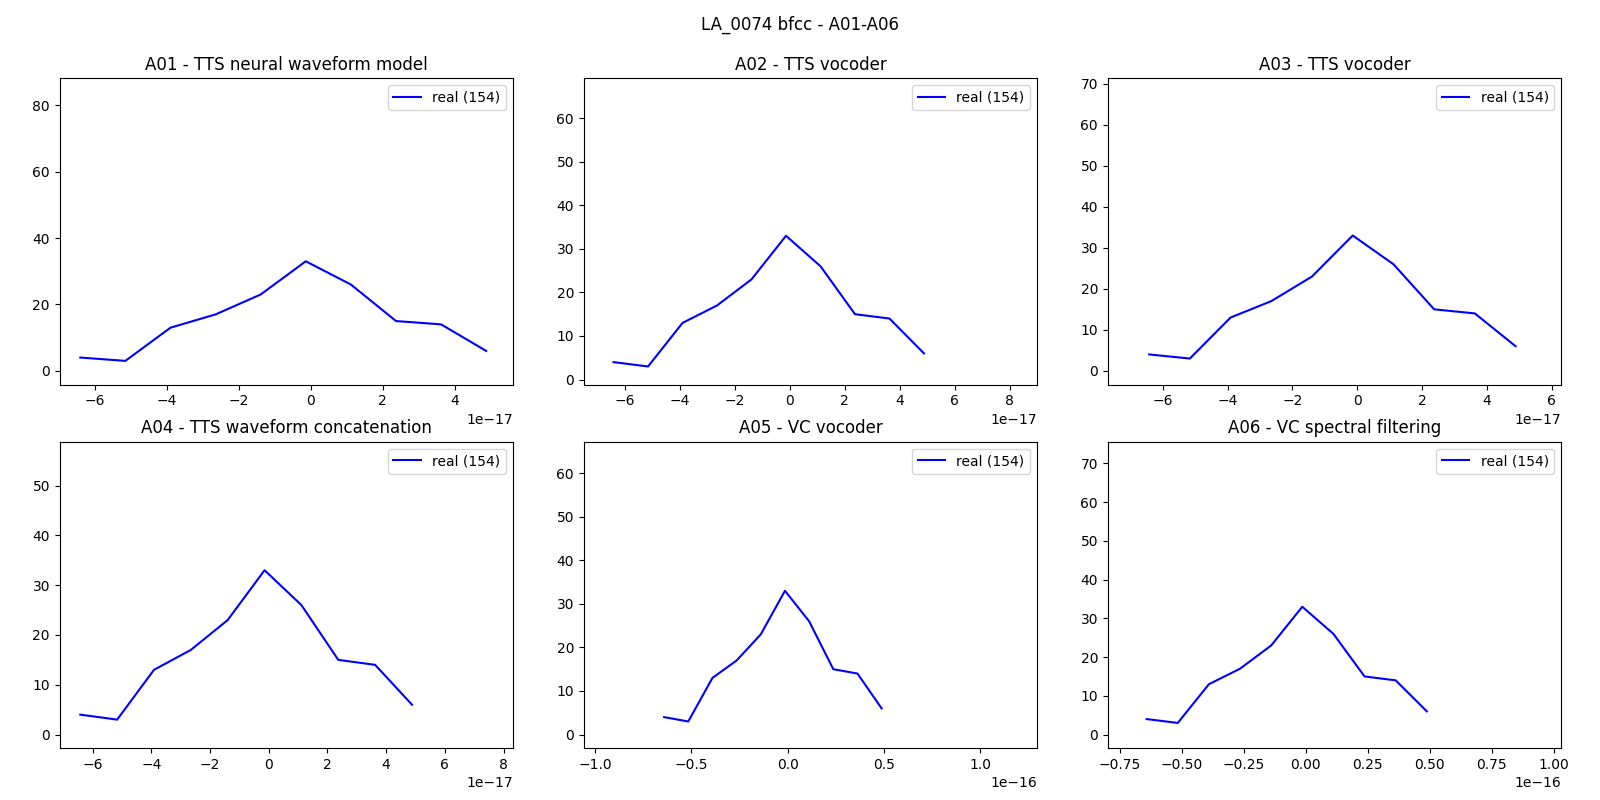 LA_0074 bfcc - A01-A06
A01 - TTS neural waveform model
real (154)
80
60
40
20
0
−6 −4 −2 0 2 4
1e−17
A02 - TTS vocoder
real (154)
60
50
40
30
20
10
0
−6 −4 −2 0 2 4 6 8
1e−17
A03 - TTS vocoder
real (154)
70
60
50
40
30
20
10
0
−6 −4 −2 0 2 4 6
1e−17
A04 - TTS waveform concatenation
real (154)
50
40
30
20
10
0
−6 −4 −2 0 2 4 6 8
1e−17
A05 - VC vocoder
real (154)
60
50
40
30
20
10
0
−1.0 −0.5 0.0 0.5 1.0
1e−16
A06 - VC spectral filtering
real (154)
70
60
50
40
30
20
10
0
−0.75 −0.50 −0.25 0.00 0.25 0.50 0.75 1.00
1e−16